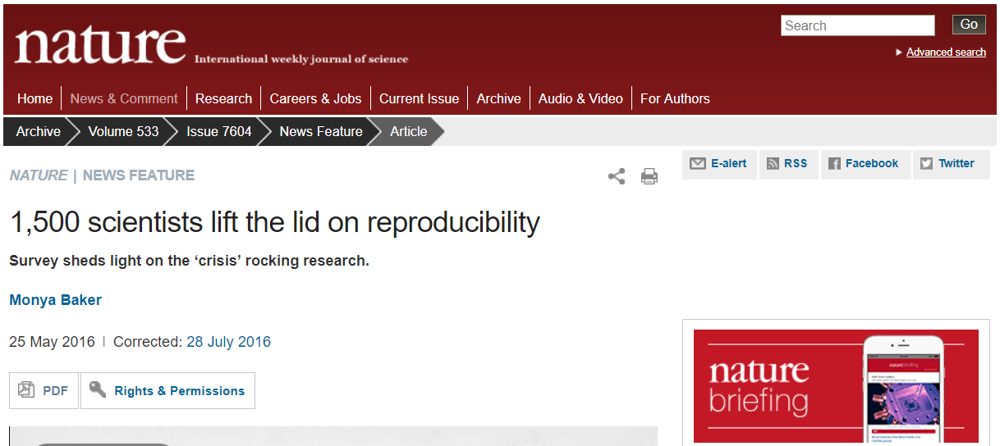 nature International weekly journal of science
Search
Go
Advanced search
Home News & Comment Research Careers & Jobs Current Issue Archive Audio & Video For Authors
Archive Volume 533 Issue 7604 News Feature Article
E-alert RSS Facebook Twitter
NATURE | NEWS FEATURE
1,500 scientists lift the lid on reproducibility
Survey sheds light on the ‘crisis’ rocking research.
Monya Baker
25 May 2016 | Corrected: 28 July 2016
PDF Rights & Permissions
nature
briefing
nature briefing